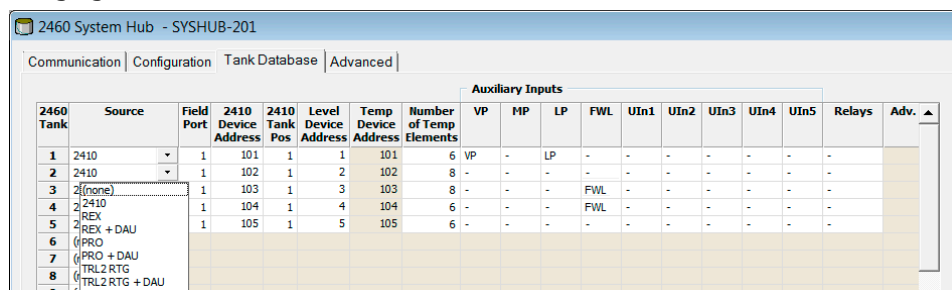 2460 System Hub - SYSHUB-201
Communication Configuration Tank Database Advanced
Auxiliary Inputs
2460 Tank Source Field Port 2410 Device Address 2410 Tank Pos Level Device Address Temp Device Address Number of Temp Elements VP MP LP FWL UIn1 UIn2 UIn3 UIn4 UIn5 Relays Adv.
1 2410 1 101 1 1 101 6 VP - LP - - - - - - -
2 2410 1 102 1 2 102 8 - - - - - - - - - -
3 2 (none) 1 103 1 3 103 8 - - - FWL - - - - - -
4 2 2410 1 104 1 4 104 6 - - - FWL - - - - - -
REX
5 2 REX + DAU 1 105 1 5 105 6 - - - - - - - - - -
6 ( PRO
7 ( PRO + DAU
TRL2 RTG
8 ( TRL2 RTG + DAU